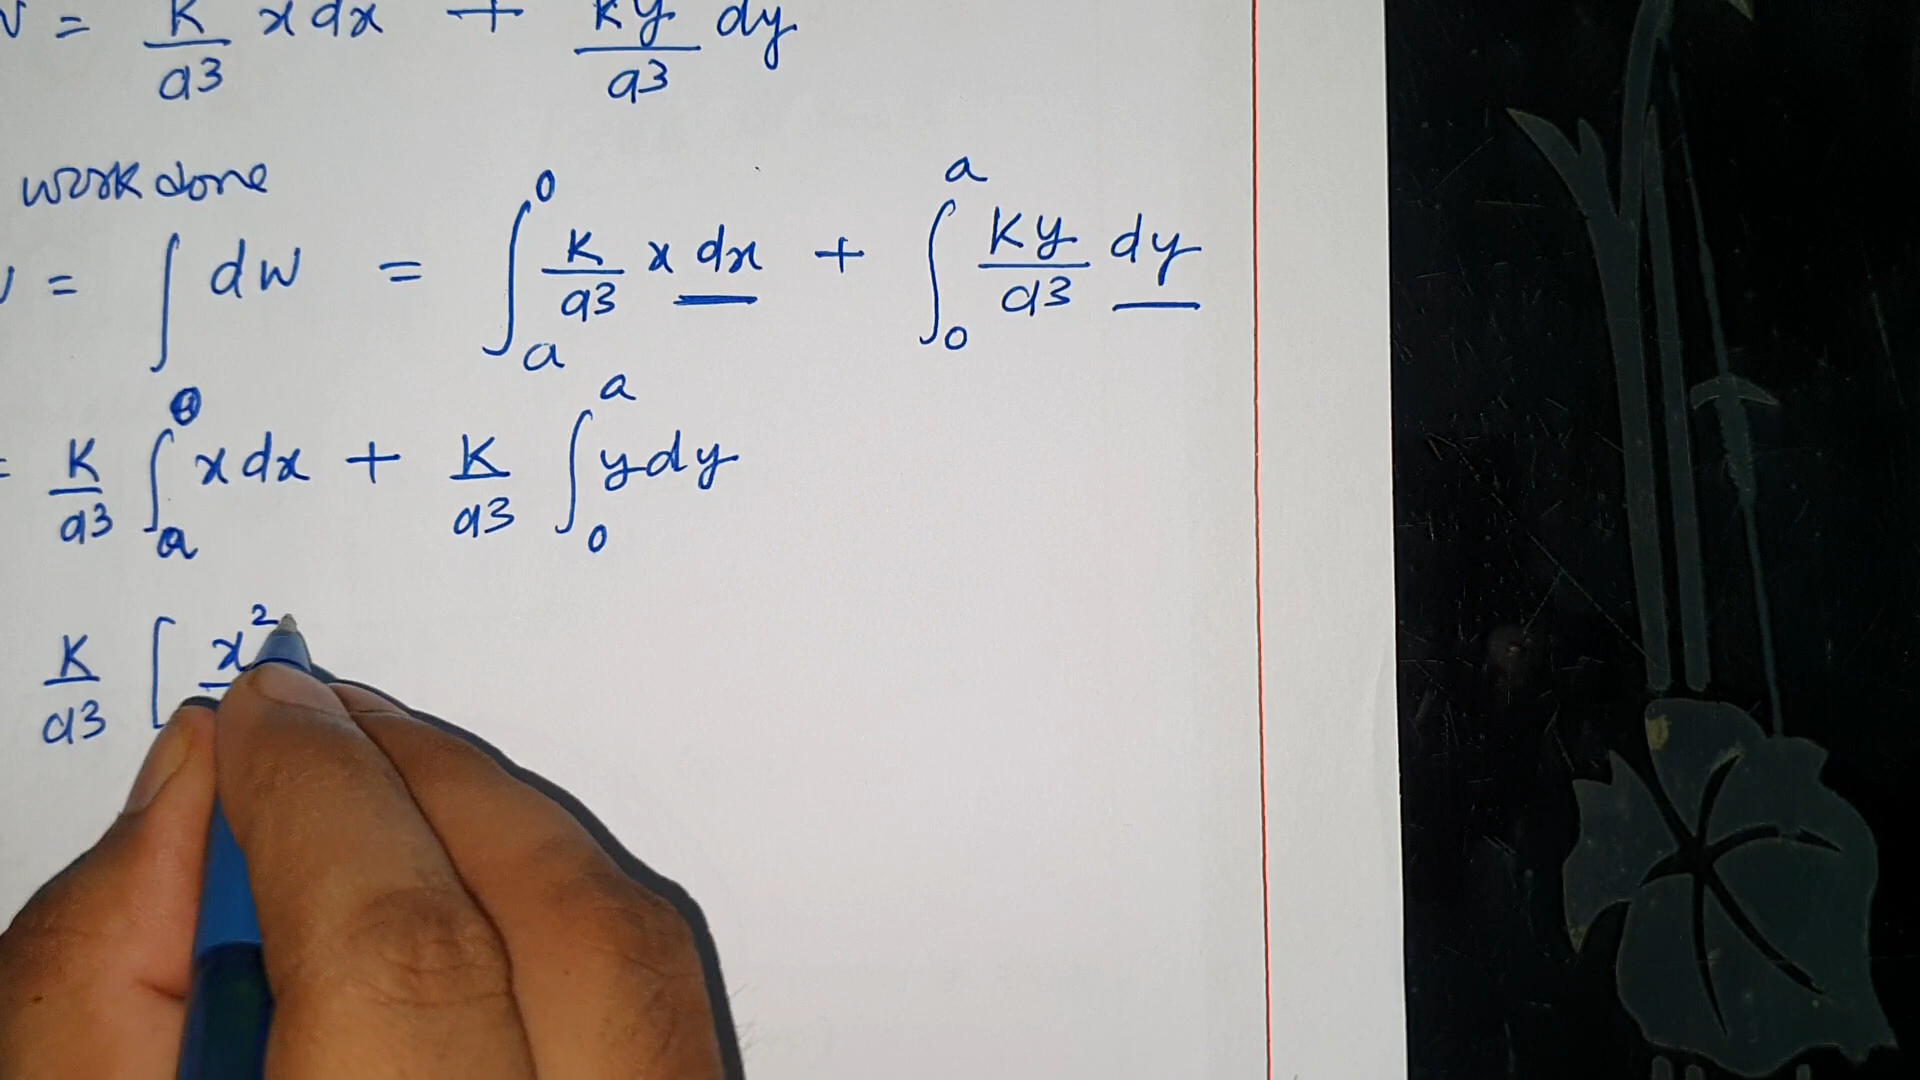 = K/a3 x dx + Ky/a3 dy
work done
= ∫ dW = ∫_a^0 K/a3 x dx + ∫_0^a Ky/a3 dy
= K/a3 ∫_a^0 x dx + K/a3 ∫_0^a y dy
K/a3 [ x²